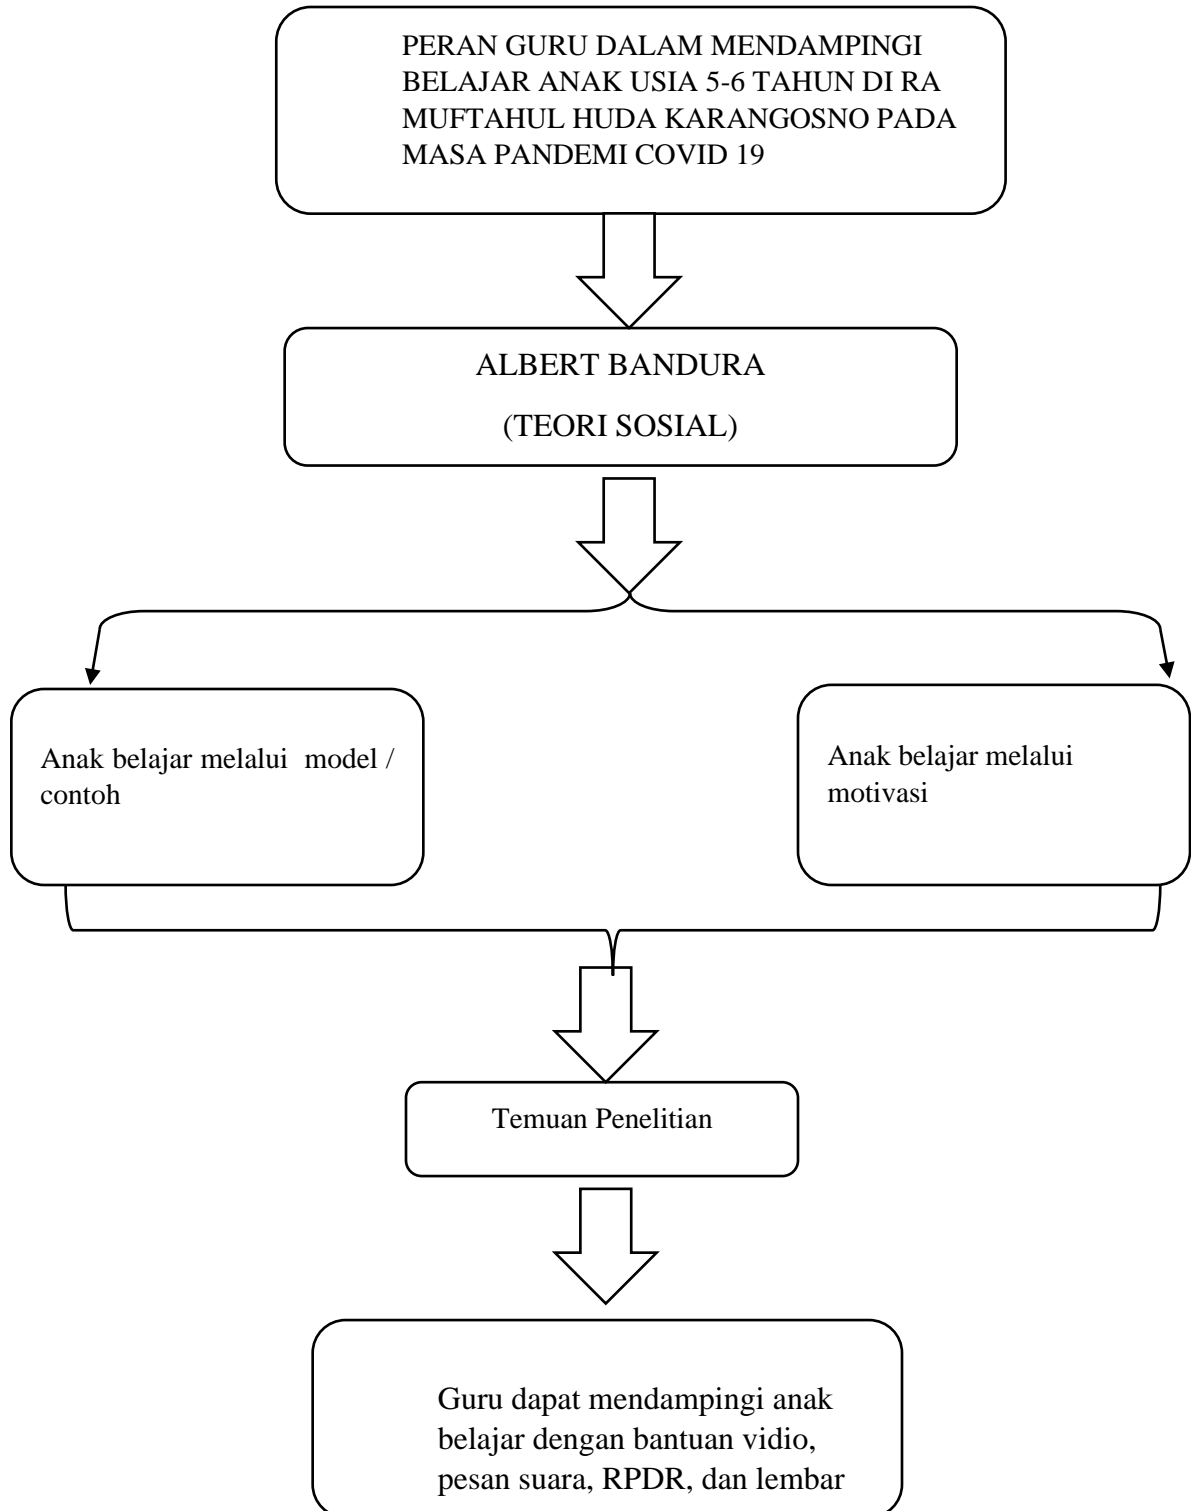 PERAN GURU DALAM MENDAMPINGI
BELAJAR ANAK USIA 5-6 TAHUN DI RA
MUFTAHUL HUDA KARANGOSNO PADA
MASA PANDEMI COVID 19
ALBERT BANDURA
(TEORI SOSIAL)
Anak belajar melalui model /
contoh
Anak belajar melalui
motivasi
Temuan Penelitian
Guru dapat mendampingi anak
belajar dengan bantuan vidio,
pesan suara, RPDR, dan lembar